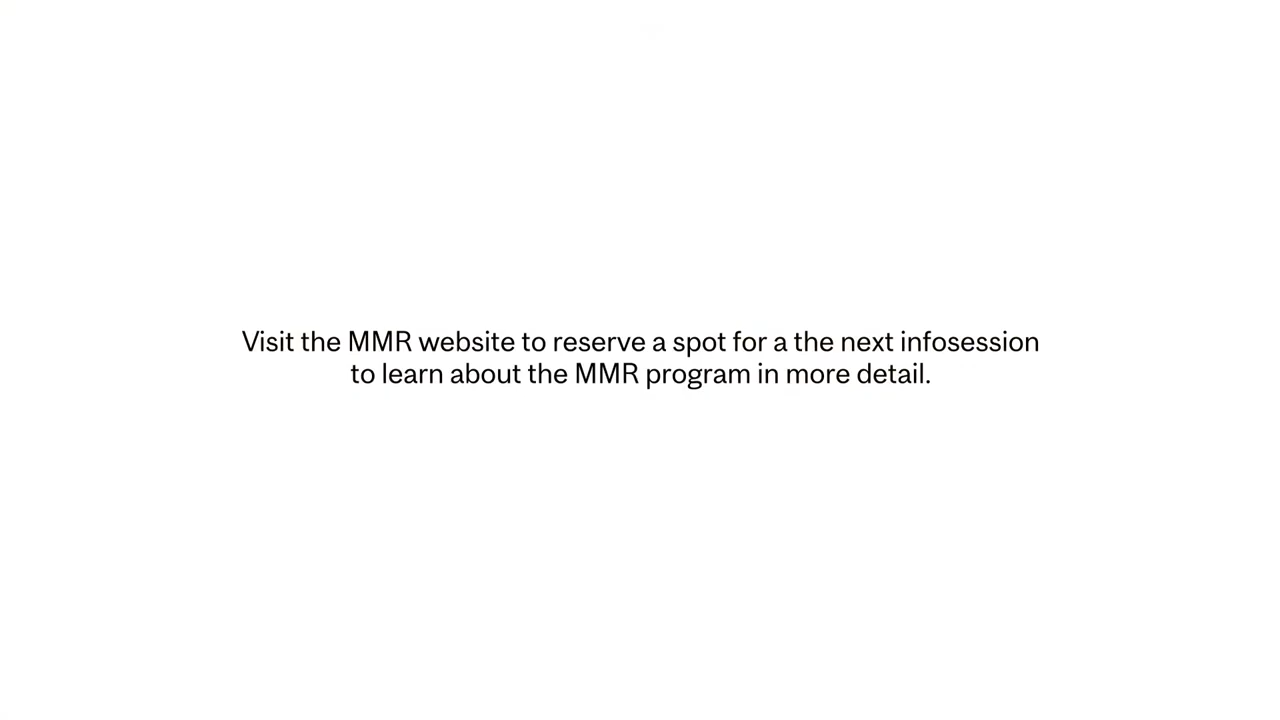 Visit the MMR website to reserve a spot for a the next infosession
to learn about the MMR program in more detail.